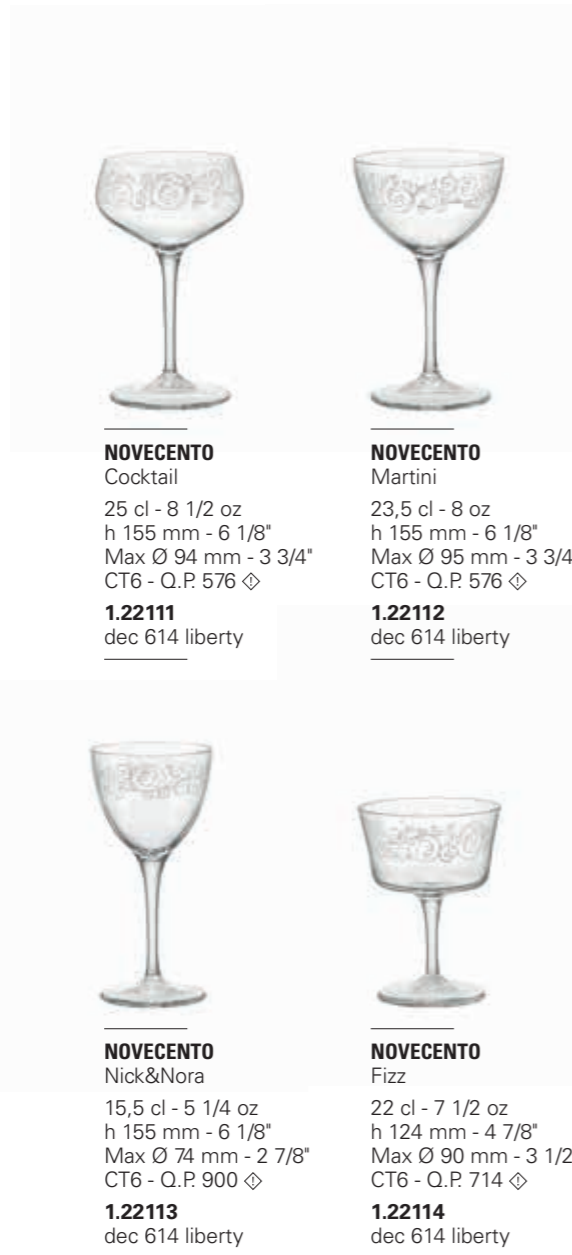 NOVECENTO
Cocktail
25 cl - 8 1/2 oz
h 155 mm - 6 1/8"
Max Ø 94 mm - 3 3/4"
CT6 - Q.P. 576
1.22111
dec 614 liberty
NOVECENTO
Martini
23,5 cl - 8 oz
h 155 mm - 6 1/8"
Max Ø 95 mm - 3 3/4
CT6 - Q.P. 576
1.22112
dec 614 liberty
NOVECENTO
Nick&Nora
15,5 cl - 5 1/4 oz
h 155 mm - 6 1/8"
Max Ø 74 mm - 2 7/8"
CT6 - Q.P. 900
1.22113
dec 614 liberty
NOVECENTO
Fizz
22 cl - 7 1/2 oz
h 124 mm - 4 7/8"
Max Ø 90 mm - 3 1/2
CT6 - Q.P. 714
1.22114
dec 614 liberty